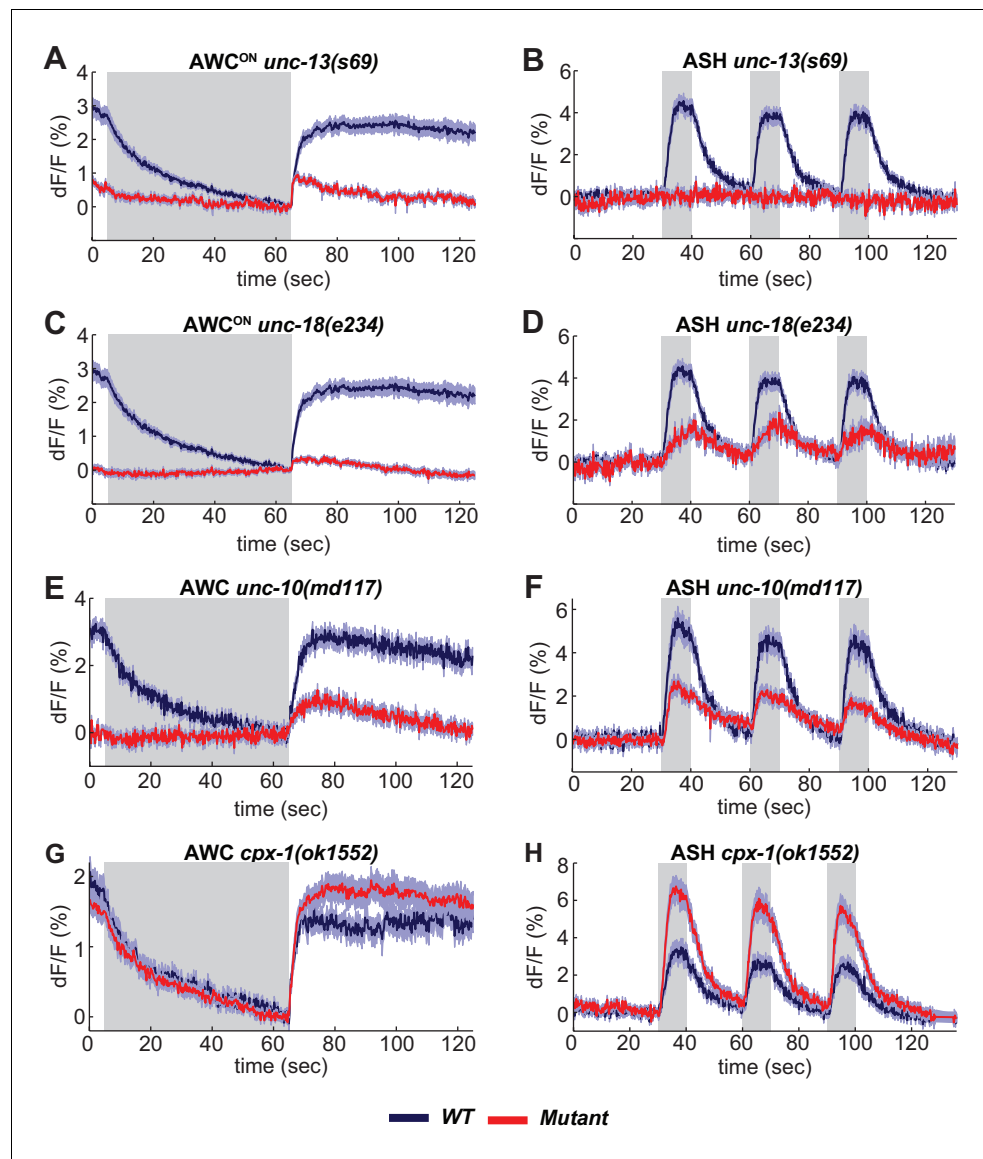 A
AWCᴼᴺ unc-13(s69)
dF/F (%)
4
3
2
1
0
0 20 40 60 80 100 120
time (sec)
B
ASH unc-13(s69)
dF/F (%)
6
4
2
0
-2
0 20 40 60 80 100 120
time (sec)
C
AWCᴼᴺ unc-18(e234)
dF/F (%)
4
3
2
1
0
0 20 40 60 80 100 120
time (sec)
D
ASH unc-18(e234)
dF/F (%)
6
4
2
0
-2
0 20 40 60 80 100 120
time (sec)
E
AWC unc-10(md117)
dF/F (%)
4
2
0
0 20 40 60 80 100 120
time (sec)
F
ASH unc-10(md117)
dF/F (%)
6
4
2
0
0 20 40 60 80 100 120
time (sec)
G
AWC cpx-1(ok1552)
dF/F (%)
2
1
0
0 20 40 60 80 100 120
time (sec)
H
ASH cpx-1(ok1552)
dF/F (%)
8
6
4
2
0
0 20 40 60 80 100 120
time (sec)
WT Mutant